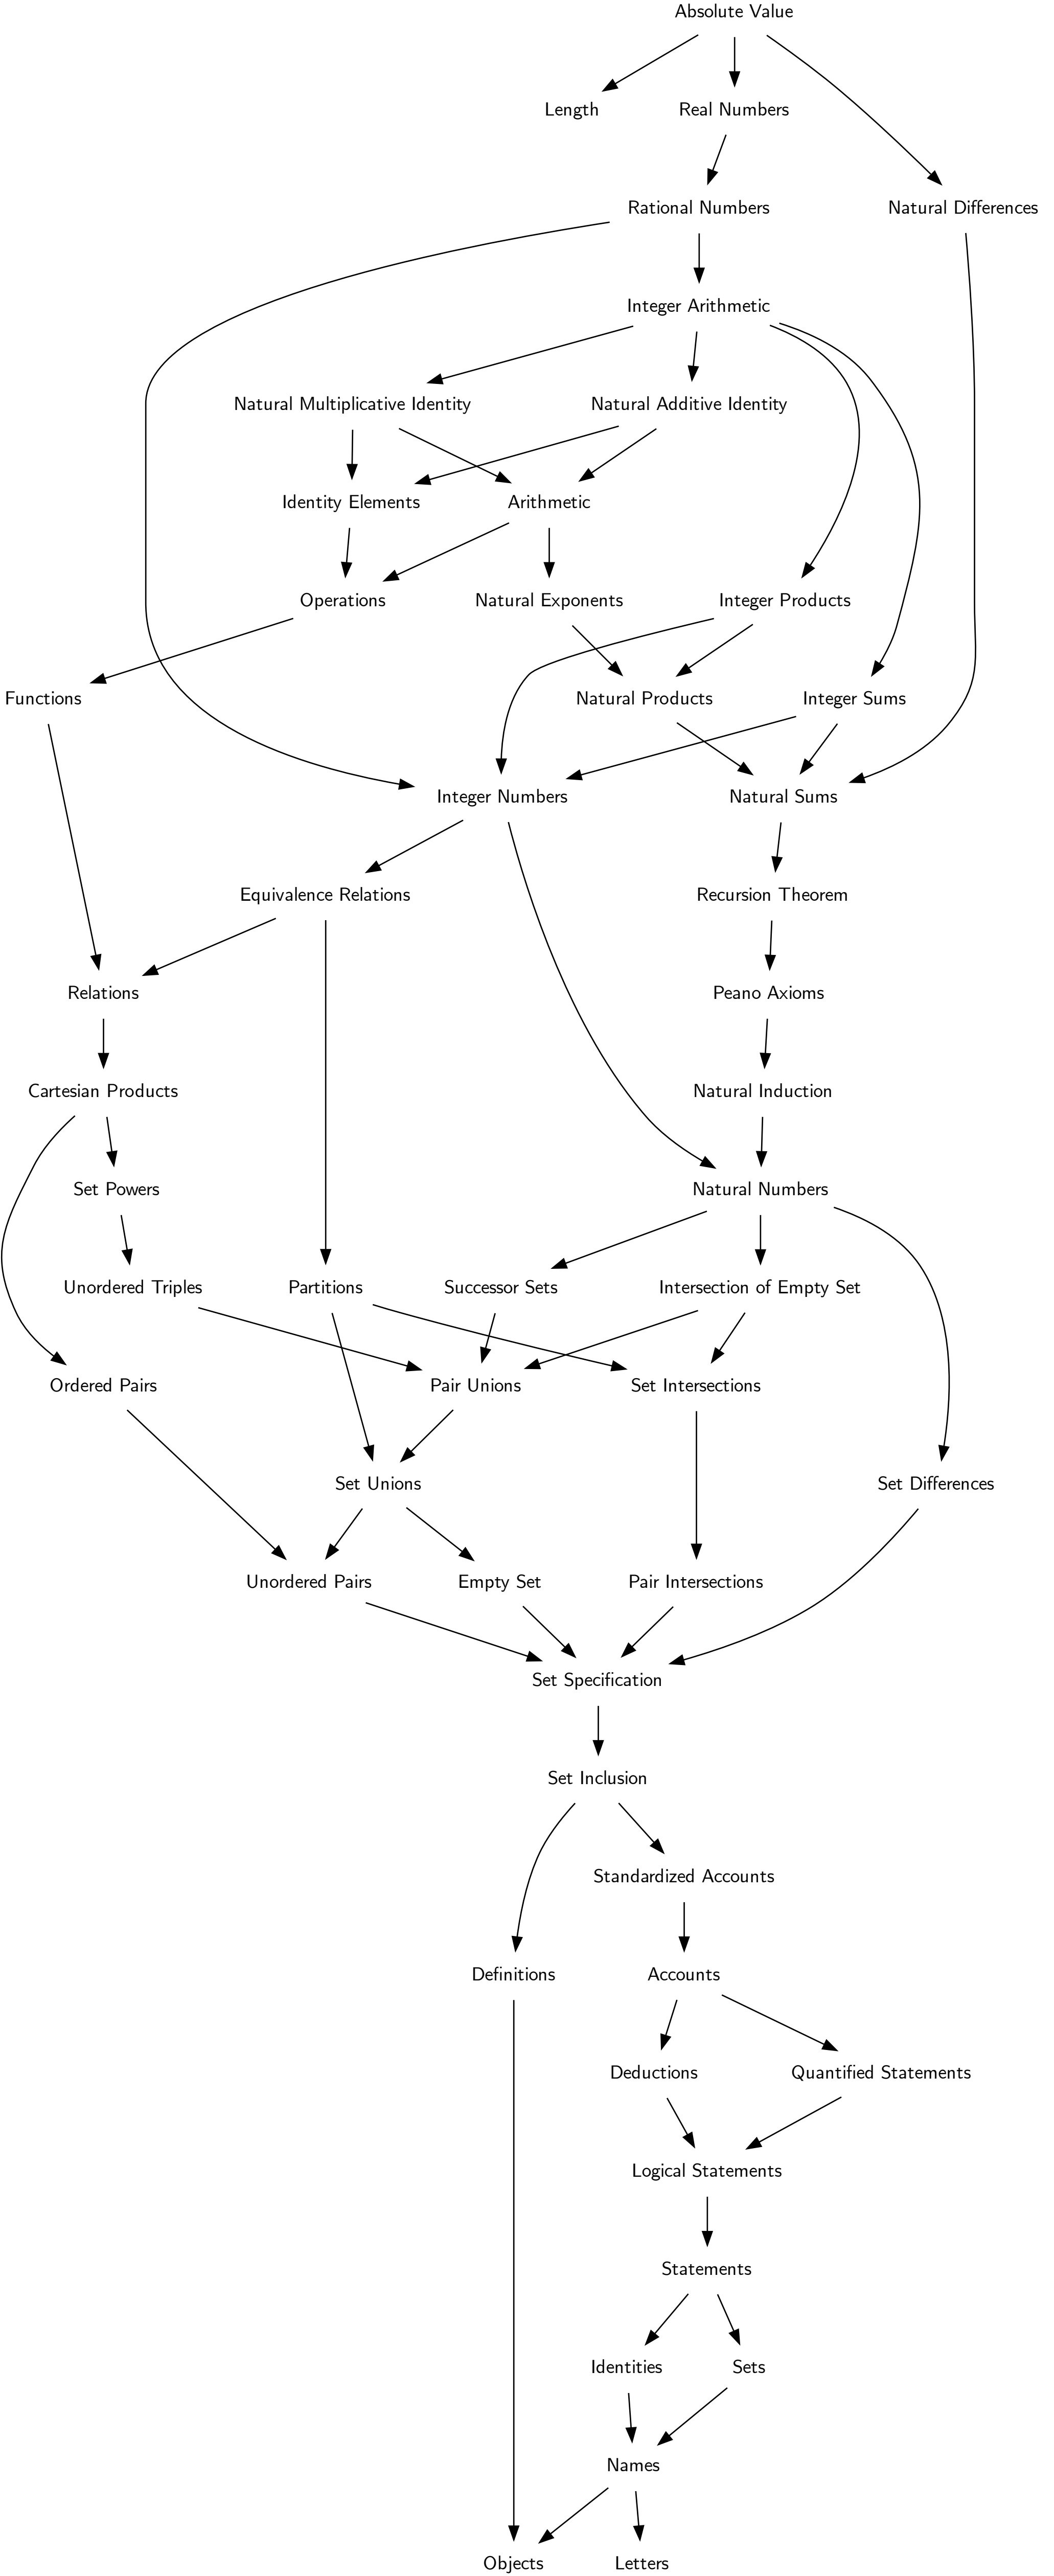 Absolute Value
Length
Real Numbers
Rational Numbers
Natural Differences
Integer Arithmetic
Natural Multiplicative Identity
Natural Additive Identity
Identity Elements
Arithmetic
Operations
Natural Exponents
Integer Products
Functions
Natural Products
Integer Sums
Integer Numbers
Natural Sums
Equivalence Relations
Recursion Theorem
Relations
Peano Axioms
Cartesian Products
Natural Induction
Set Powers
Natural Numbers
Unordered Triples
Partitions
Successor Sets
Intersection of Empty Set
Ordered Pairs
Pair Unions
Set Intersections
Set Unions
Set Differences
Unordered Pairs
Empty Set
Pair Intersections
Set Specification
Set Inclusion
Standardized Accounts
Definitions
Accounts
Deductions
Quantified Statements
Logical Statements
Statements
Identities
Sets
Names
Objects
Letters